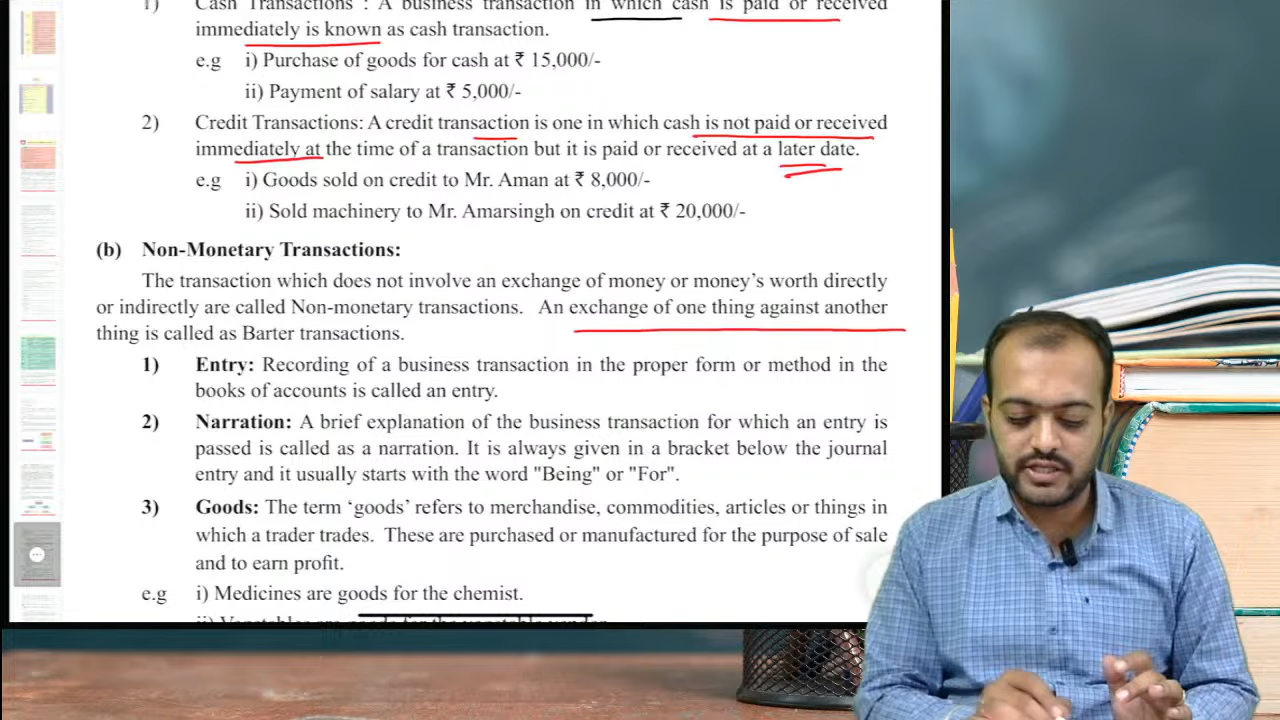 1) Cash Transactions : A business transaction in which cash is paid or received
immediately is known as cash transaction.
e.g i) Purchase of goods for cash at ₹ 15,000/-
ii) Payment of salary at ₹ 5,000/-
2) Credit Transactions: A credit transaction is one in which cash is not paid or received
immediately at the time of a transaction but it is paid or received at a later date.
e.g i) Goods sold on credit to Mr. Aman at ₹ 8,000/-
ii) Sold machinery to Mr. Amarsingh on credit at ₹ 20,000/-
(b) Non-Monetary Transactions:
The transaction which does not involve an exchange of money or money's worth directly
or indirectly are called Non-monetary transactions. An exchange of one thing against another
thing is called as Barter transactions.
1) Entry: Recording of a business transaction in the proper form or method in the
books of accounts is called an entry.
2) Narration: A brief explanation of the business transaction for which an entry is
passed is called as a narration. It is always given in a bracket below the journal
entry and it usually starts with the word "Being" or "For".
3) Goods: The term 'goods' refers to merchandise, commodities, articles or things in
which a trader trades. These are purchased or manufactured for the purpose of sale
and to earn profit.
e.g i) Medicines are goods for the chemist.
ii) Vegetables are goods for the vegetable vendor.